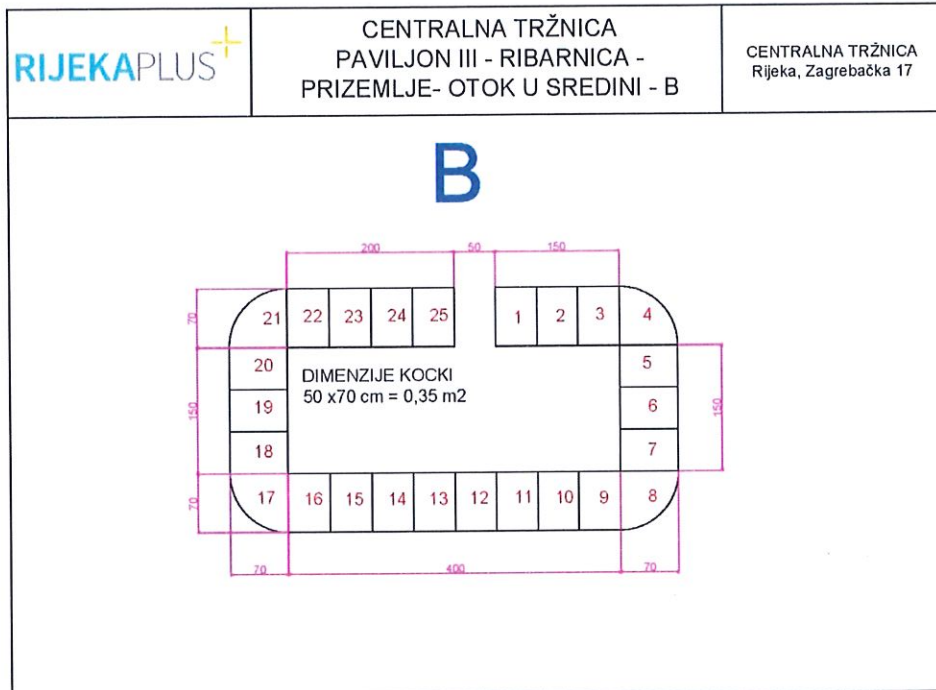 RIJEKAPLUS
CENTRALNA TRŽNICA
PAVILJON III - RIBARNICA -
PRIZEMLJE- OTOK U SREDINI - B
CENTRALNA TRŽNICA
Rijeka, Zagrebačka 17
B
200 50 150
70 21 22 23 24 25 1 2 3 4
20 5
DIMENZIJE KOCKI
50 x70 cm = 0,35 m2
150 19 6 150
18 7
70 17 16 15 14 13 12 11 10 9 8
70 400 70